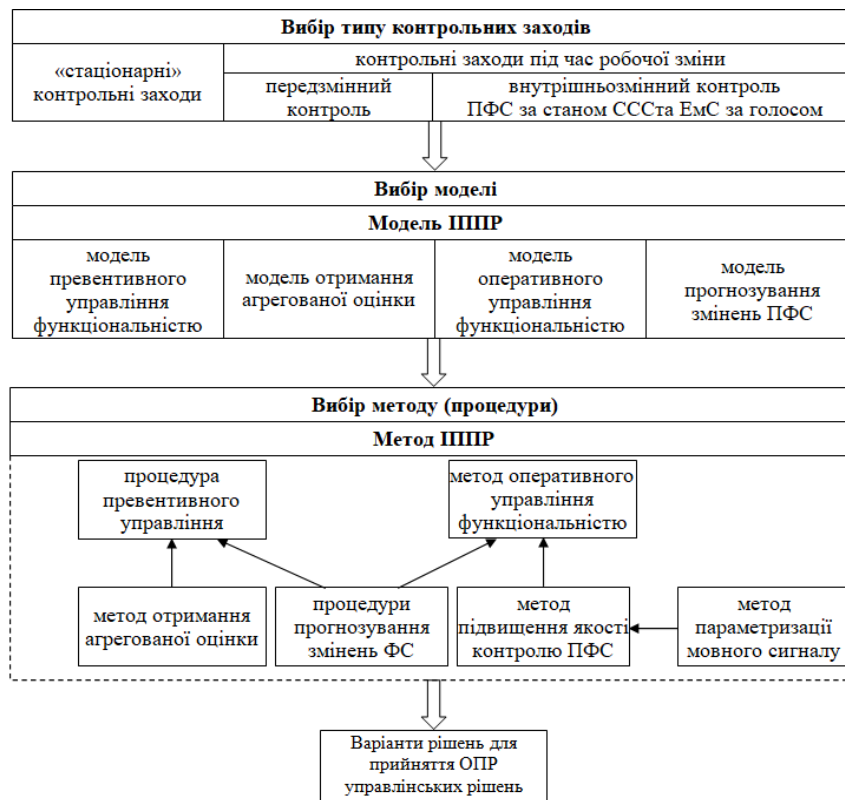 Вибір типу контрольних заходів
«стаціонарні»
контрольні заходи
контрольні заходи під час робочої зміни
передзмінний
контроль
внутрішньозмінний контроль
ПФС за станом СССта ЕмС за голосом
Вибір моделі
Модель ІППР
модель
превентивного
управління
функціональністю
модель отримання
агрегованої оцінки
модель
оперативного
управління
функціональністю
модель
прогнозування
змінень ПФС
Вибір методу (процедури)
Метод ІППР
процедура
превентивного
управління
метод оперативного
управління
функціональністю
метод отримання
агрегованої оцінки
процедури
прогнозування
змінень ФС
метод
підвищення якості
контролю ПФС
метод
параметризації
мовного сигналу
Варіанти рішень для
прийняття ОПР
управлінських рішень